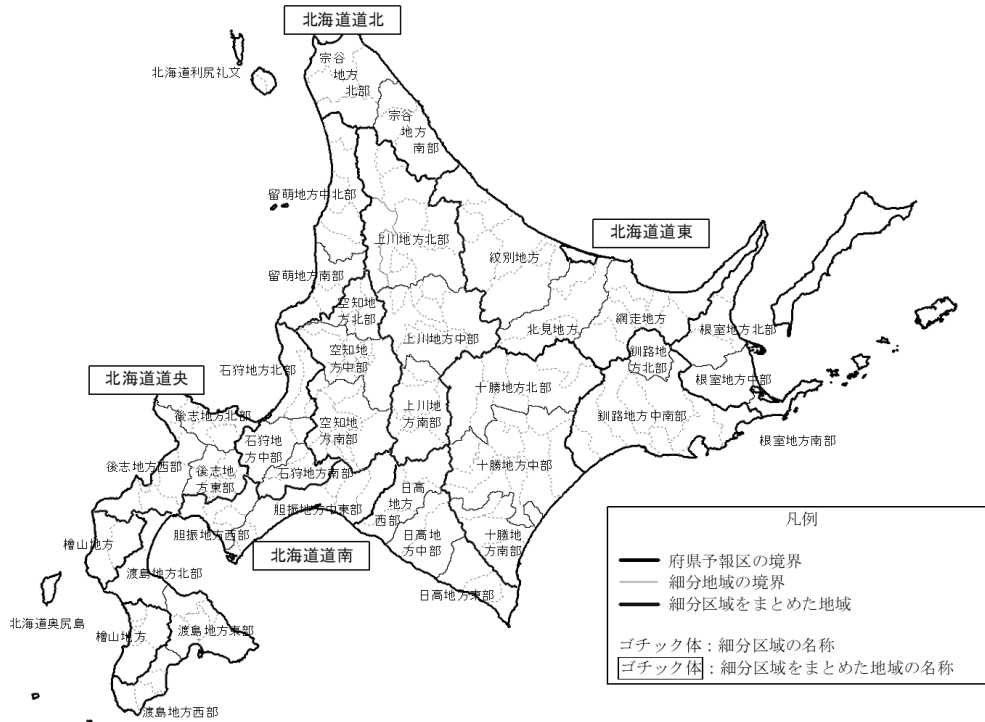 北海道道北
宗谷
地方
北部
北海道利尻礼文
宗谷
地方
南部
留萌地方中北部
上川地方北部
北海道道東
紋別地方
留萌地方南部
空知地
方北部
上川地方中部
北見地方
網走地方
根室地方北部
空知地
方中部
釧路地
方北部
石狩地方北部
北海道道央
根室地方中部
十勝地方北部
後志地方北部
上川地
方南部
空知地
方南部
釧路地方中南部
根室地方南部
石狩地
方中部
後志地方西部
後志地
方東部
石狩地方南部
十勝地方中部
日高
地方
西部
胆振地方中東部
胆振地方西部
日高地
方中部
十勝地
方南部
檜山地方
北海道道南
渡島地方北部
日高地方東部
北海道奥尻島
檜山地方
渡島地方東部
渡島地方西部
凡例
府県予報区の境界
細分地域の境界
細分区域をまとめた地域
ゴチック体：細分区域の名称
ゴチック体：細分区域をまとめた地域の名称